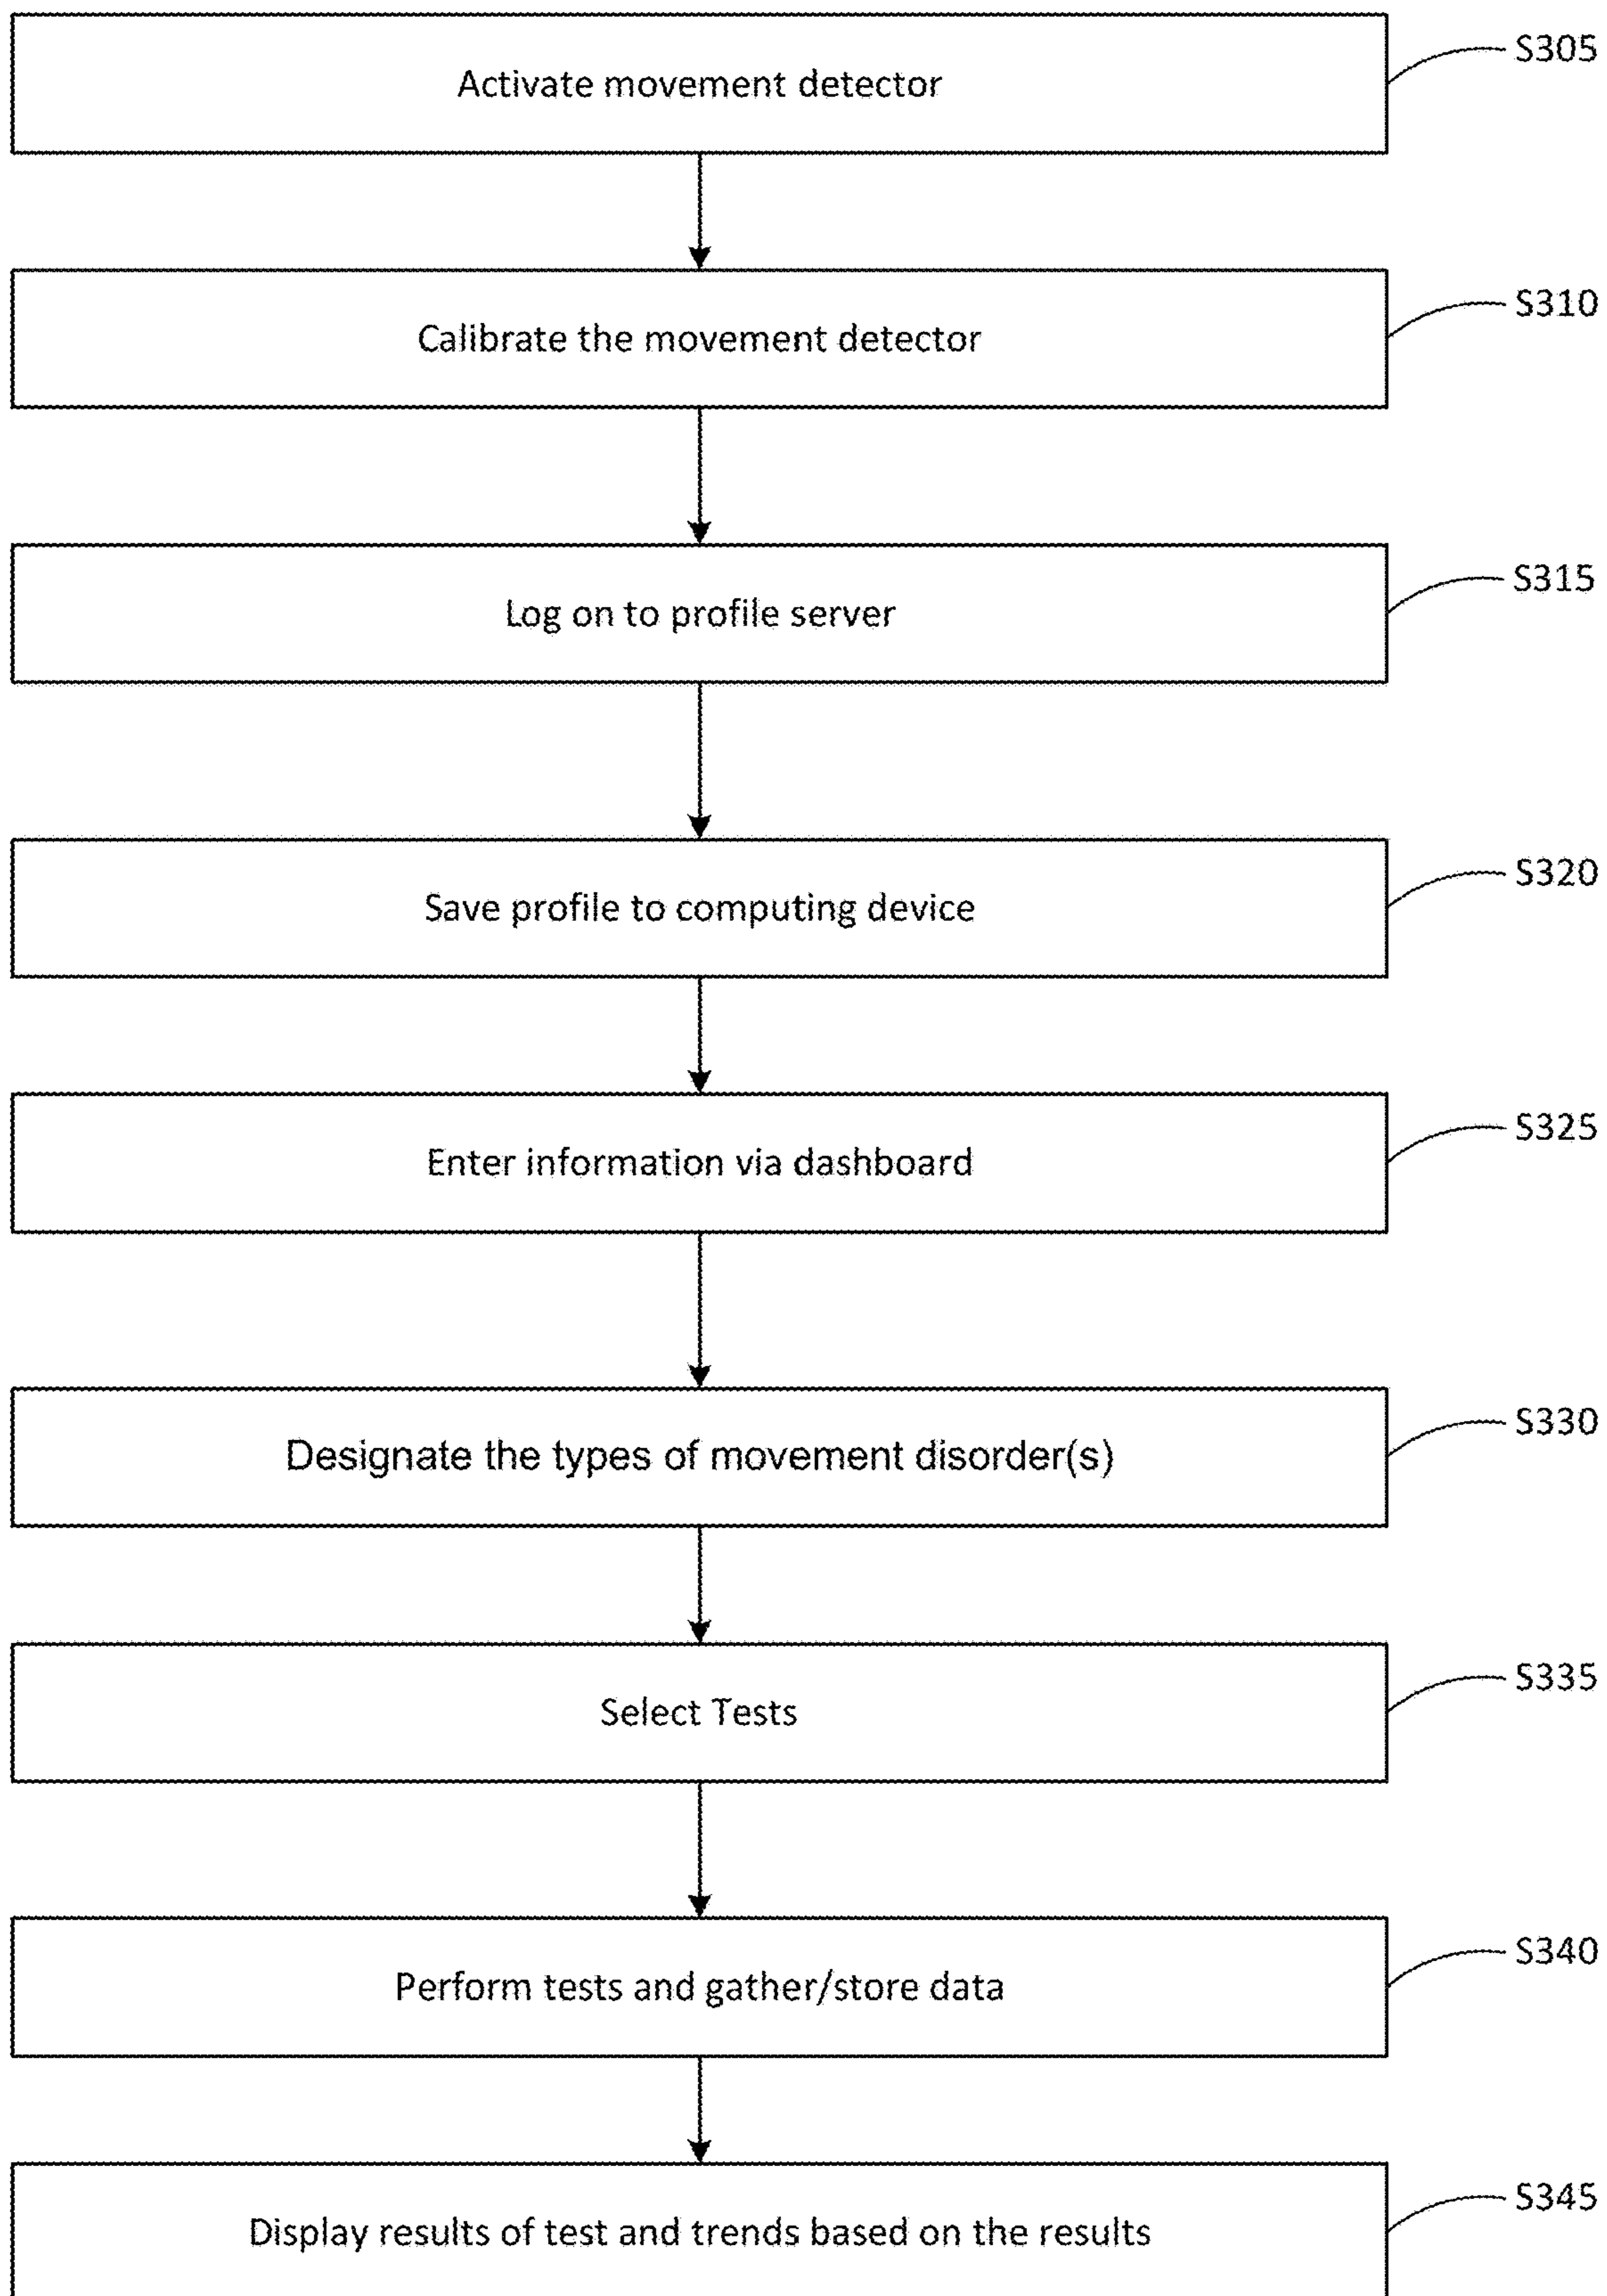 Activate movement detector
S305
Calibrate the movement detector
S310
Log on to profile server
S315
Save profile to computing device
S320
Enter information via dashboard
S325
Designate the types of movement disorder(s)
S330
Select Tests
S335
Perform tests and gather/store data
S340
Display results of test and trends based on the results
S345